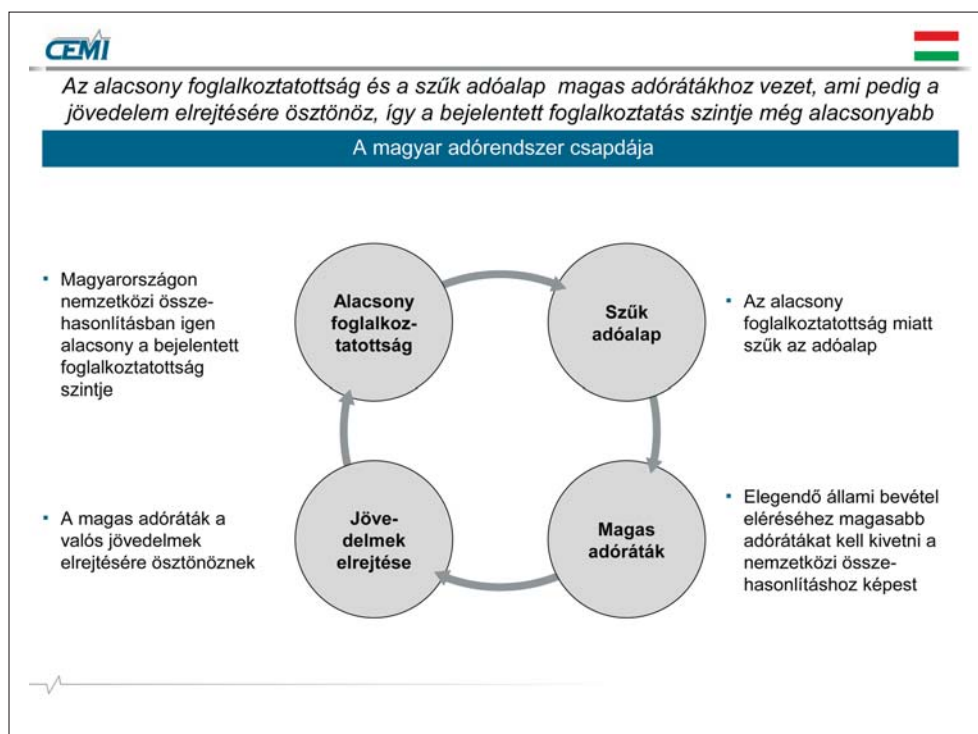 CEMI
Az alacsony foglalkoztatottság és a szűk adóalap  magas adórátákhoz vezet, ami pedig a
jövedelem elrejtésére ösztönöz, így a bejelentett foglalkoztatás szintje még alacsonyabb
A magyar adórendszer csapdája
▪ Magyarországon
nemzetközi össze-
hasonlításban igen
alacsony a bejelentett
foglalkoztatottság
szintje
Alacsony
foglalkoz-
tatottság
Szűk
adóalap
▪ Az alacsony
foglalkoztatottság miatt
szűk az adóalap
▪ A magas adóráták a
valós jövedelmek
elrejtésére ösztönöznek
Jöve-
delmek
elrejtése
Magas
adóráták
▪ Elegendő állami bevétel
eléréséhez magasabb
adórátákat kell kivetni a
nemzetközi össze-
hasonlításhoz képest